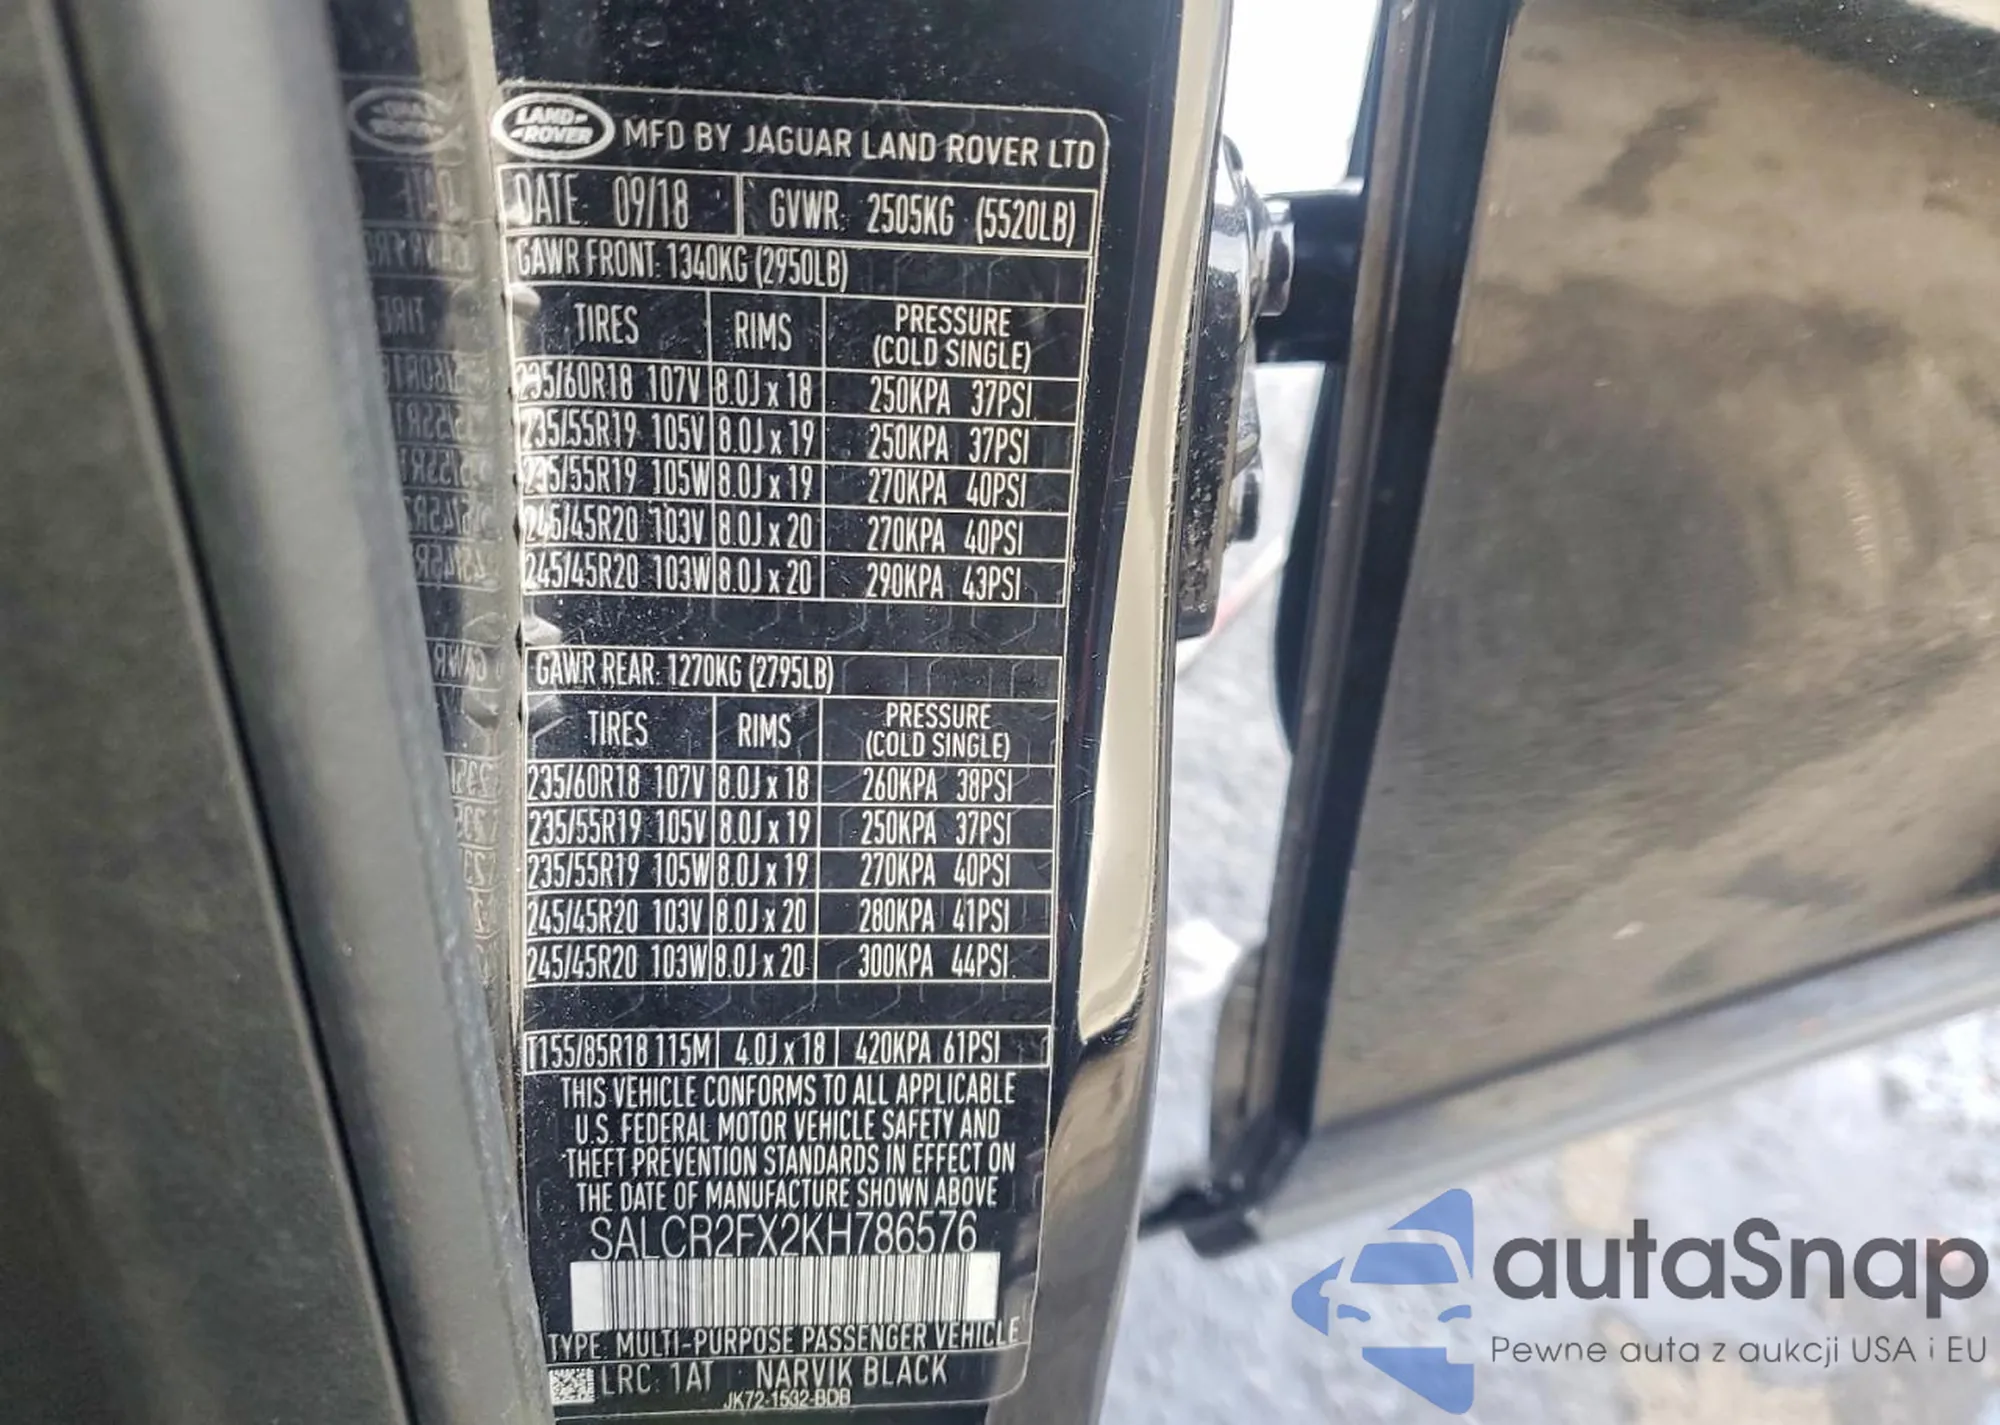 LAND-
-ROVER
MFD BY JAGUAR LAND ROVER LTD
DATE: 09/18 GVWR: 2505KG (5520LB)
GAWR FRONT: 1340KG (2950LB)
TIRES RIMS PRESSURE
(COLD SINGLE)
235/60R18 107V 8.0J x 18 250KPA 37PSI
235/55R19 105V 8.0J x 19 250KPA 37PSI
235/55R19 105W 8.0J x 19 270KPA 40PSI
245/45R20 103V 8.0J x 20 270KPA 40PSI
245/45R20 103W 8.0J x 20 290KPA 43PSI
GAWR REAR: 1270KG (2795LB)
TIRES RIMS PRESSURE
(COLD SINGLE)
235/60R18 107V 8.0J x 18 260KPA 38PSI
235/55R19 105V 8.0J x 19 250KPA 37PSI
235/55R19 105W 8.0J x 19 270KPA 40PSI
245/45R20 103V 8.0J x 20 280KPA 41PSI
245/45R20 103W 8.0J x 20 300KPA 44PSI
T155/85R18 115M 4.0J x 18 420KPA 61PSI
THIS VEHICLE CONFORMS TO ALL APPLICABLE
U.S. FEDERAL MOTOR VEHICLE SAFETY AND
THEFT PREVENTION STANDARDS IN EFFECT ON
THE DATE OF MANUFACTURE SHOWN ABOVE
SALCR2FX2KH786576
TYPE: MULTI-PURPOSE PASSENGER VEHICLE
LRC: 1AT NARVIK BLACK
JK72-1532-BDB
autaSnap
Pewne auta z aukcji USA i EU